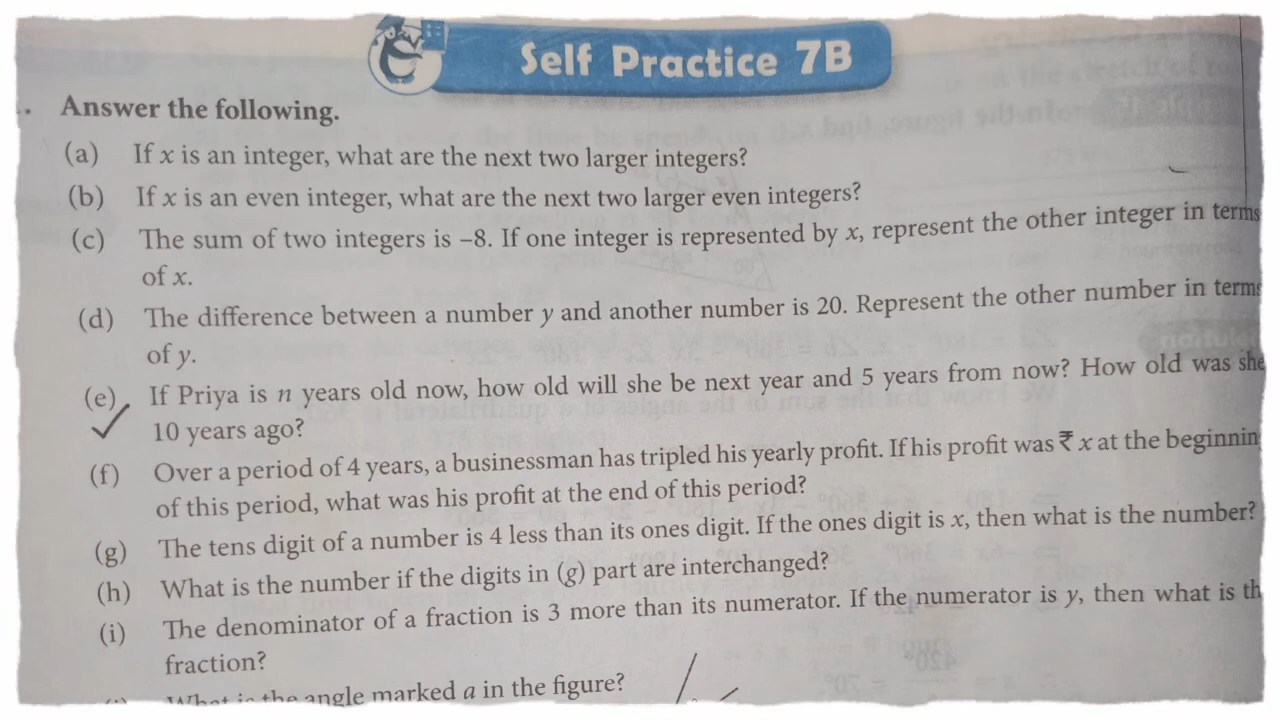 Self Practice 7B
Answer the following.
(a) If x is an integer, what are the next two larger integers?
(b) If x is an even integer, what are the next two larger even integers?
(c) The sum of two integers is –8. If one integer is represented by x, represent the other integer in terms
of x.
(d) The difference between a number y and another number is 20. Represent the other number in terms
of y.
(e) If Priya is n years old now, how old will she be next year and 5 years from now? How old was she
10 years ago?
(f) Over a period of 4 years, a businessman has tripled his yearly profit. If his profit was ₹ x at the beginnin
of this period, what was his profit at the end of this period?
(g) The tens digit of a number is 4 less than its ones digit. If the ones digit is x, then what is the number?
(h) What is the number if the digits in (g) part are interchanged?
(i) The denominator of a fraction is 3 more than its numerator. If the numerator is y, then what is th
fraction?
What is the angle marked a in the figure?